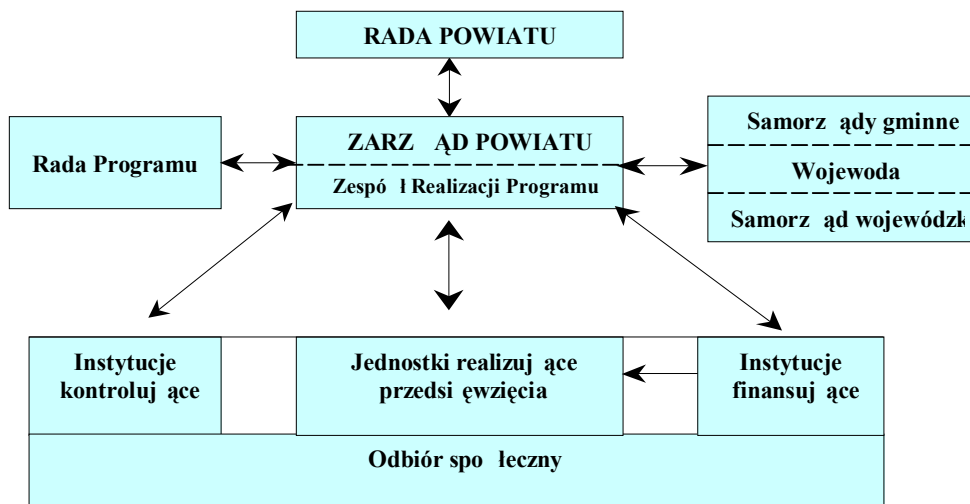 RADA POWIATU
Rada Programu
ZARZ ĄD POWIATU
Zespó ł Realizacji Programu
Samorz ądy gminne
Wojewoda
Samorz ąd wojewódzk
Instytucje
kontroluj ące
Jednostki realizuj ące
przedsi ęwzięcia
Instytucje
finansuj ące
Odbiór spo łeczny